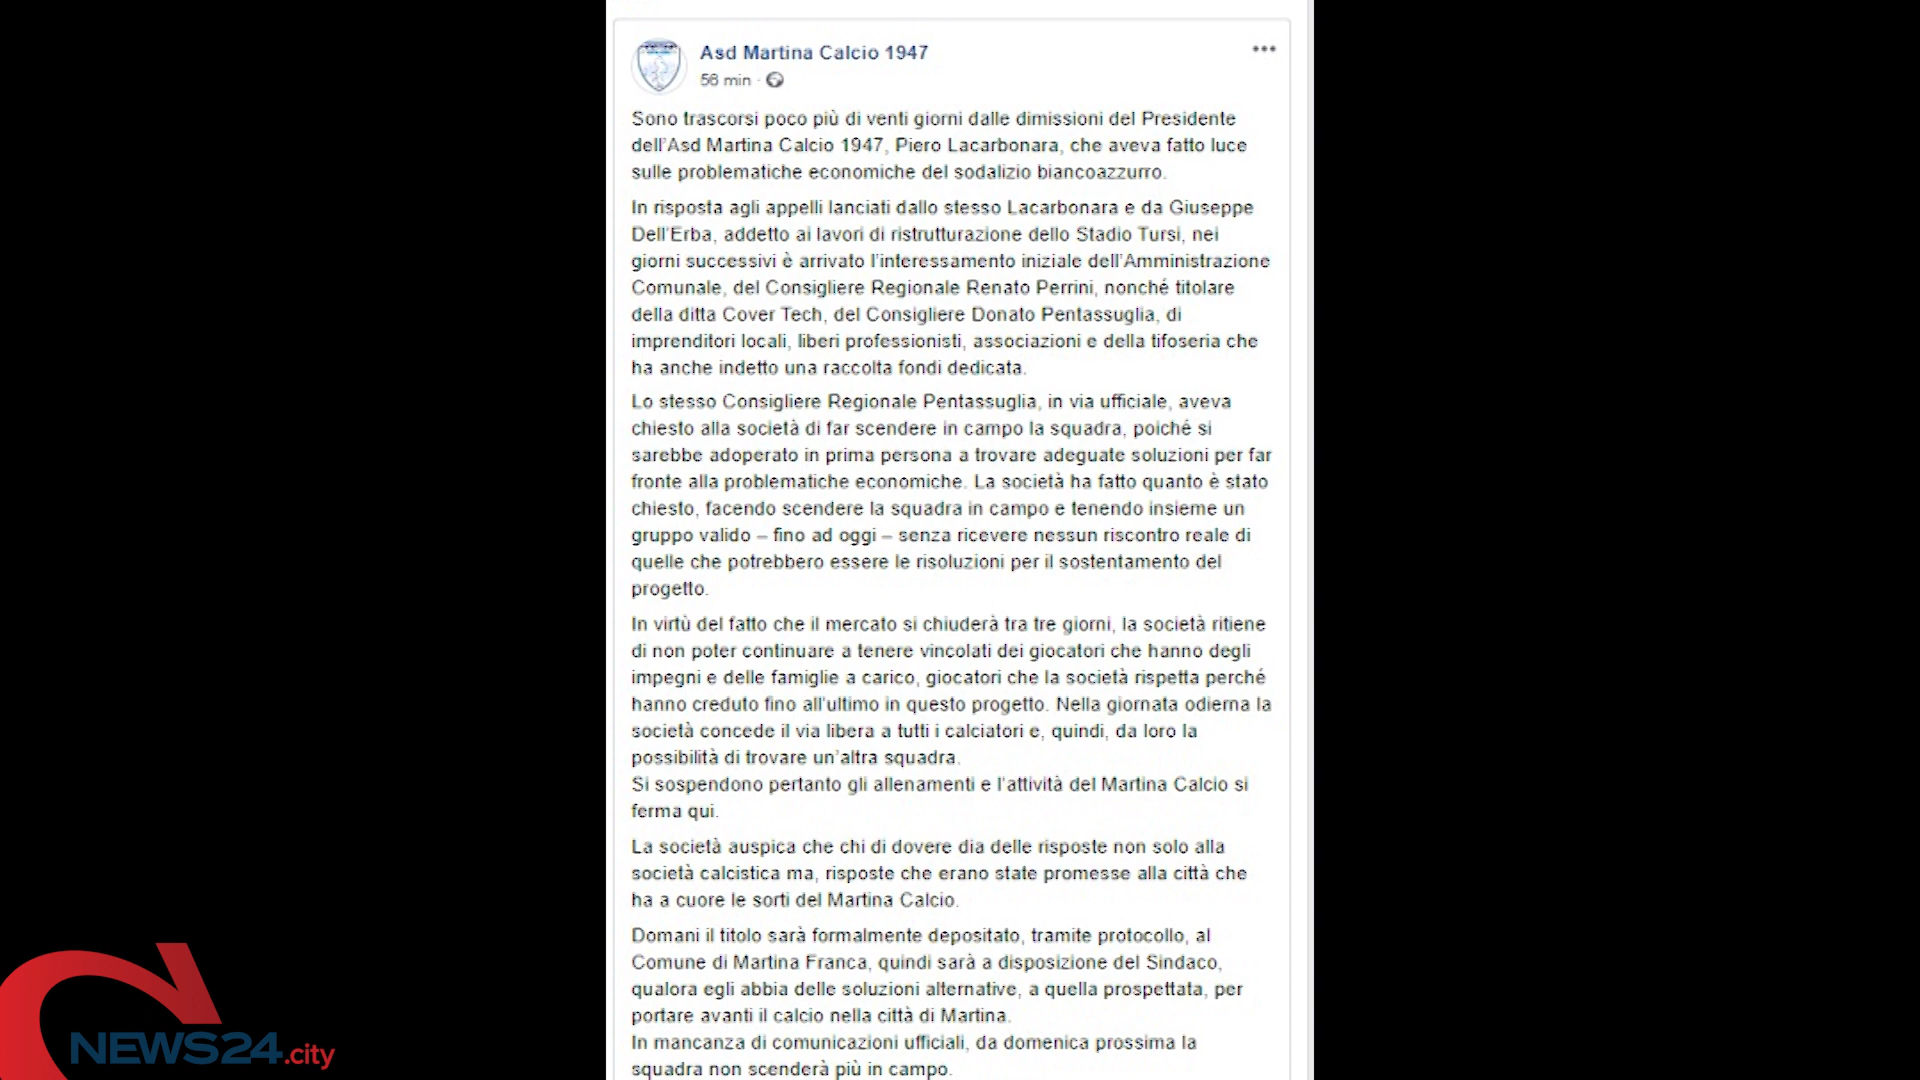 Asd Martina Calcio 1947
56 min ·
Sono trascorsi poco più di venti giorni dalle dimissioni del Presidente
dell'Asd Martina Calcio 1947, Piero Lacarbonara, che aveva fatto luce
sulle problematiche economiche del sodalizio biancoazzurro.
In risposta agli appelli lanciati dallo stesso Lacarbonara e da Giuseppe
Dell'Erba, addetto ai lavori di ristrutturazione dello Stadio Tursi, nei
giorni successivi è arrivato l'interessamento iniziale dell'Amministrazione
Comunale, del Consigliere Regionale Renato Perrini, nonché titolare
della ditta Cover Tech, del Consigliere Donato Pentassuglia, di
imprenditori locali, liberi professionisti, associazioni e della tifoseria che
ha anche indetto una raccolta fondi dedicata.
Lo stesso Consigliere Regionale Pentassuglia, in via ufficiale, aveva
chiesto alla società di far scendere in campo la squadra, poiché si
sarebbe adoperato in prima persona a trovare adeguate soluzioni per far
fronte alla problematiche economiche. La società ha fatto quanto è stato
chiesto, facendo scendere la squadra in campo e tenendo insieme un
gruppo valido – fino ad oggi – senza ricevere nessun riscontro reale di
quelle che potrebbero essere le risoluzioni per il sostentamento del
progetto.
In virtù del fatto che il mercato si chiuderà tra tre giorni, la società ritiene
di non poter continuare a tenere vincolati dei giocatori che hanno degli
impegni e delle famiglie a carico, giocatori che la società rispetta perché
hanno creduto fino all'ultimo in questo progetto. Nella giornata odierna la
società concede il via libera a tutti i calciatori e, quindi, da loro la
possibilità di trovare un'altra squadra.
Si sospendono pertanto gli allenamenti e l'attività del Martina Calcio si
ferma qui.
La società auspica che chi di dovere dia delle risposte non solo alla
società calcistica ma, risposte che erano state promesse alla città che
ha a cuore le sorti del Martina Calcio.
Domani il titolo sarà formalmente depositato, tramite protocollo, al
Comune di Martina Franca, quindi sarà a disposizione del Sindaco,
qualora egli abbia delle soluzioni alternative, a quella prospettata, per
portare avanti il calcio nella città di Martina.
In mancanza di comunicazioni ufficiali, da domenica prossima la
squadra non scenderà più in campo.
NEWS24.city